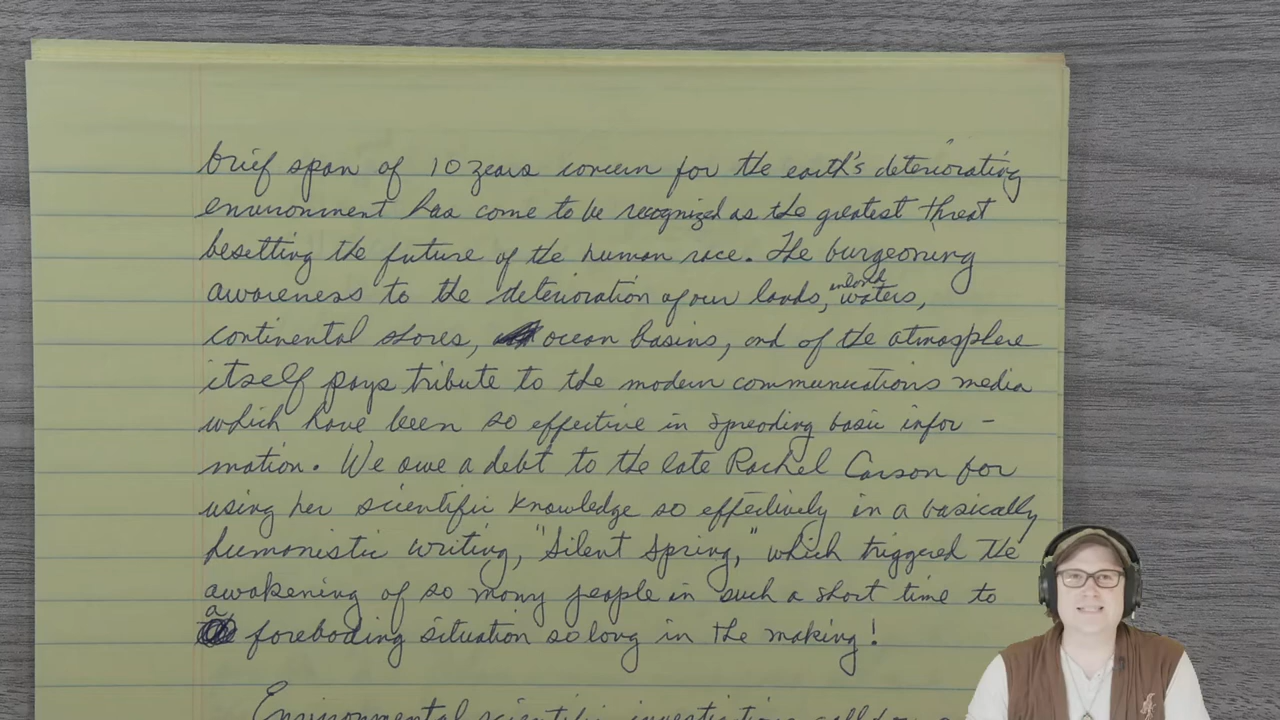 brief span of 10 years concern for the earth's deteriorating
environment has come to be recognized as the greatest threat
besetting the future of the human race. The burgeoning
awareness to the deterioration of our lands, inland waters,
continental shores, ocean basins, and of the atmosphere
itself pays tribute to the modern communications media
which have been so effective in spreading basic infor-
mation. We owe a debt to the late Rachel Carson for
using her scientific knowledge so effectively in a basically
humanistic writing, "Silent Spring," which triggered the
awakening of so many people in such a short time to
a foreboding situation so long in the making!
Environmental scientific investigations call